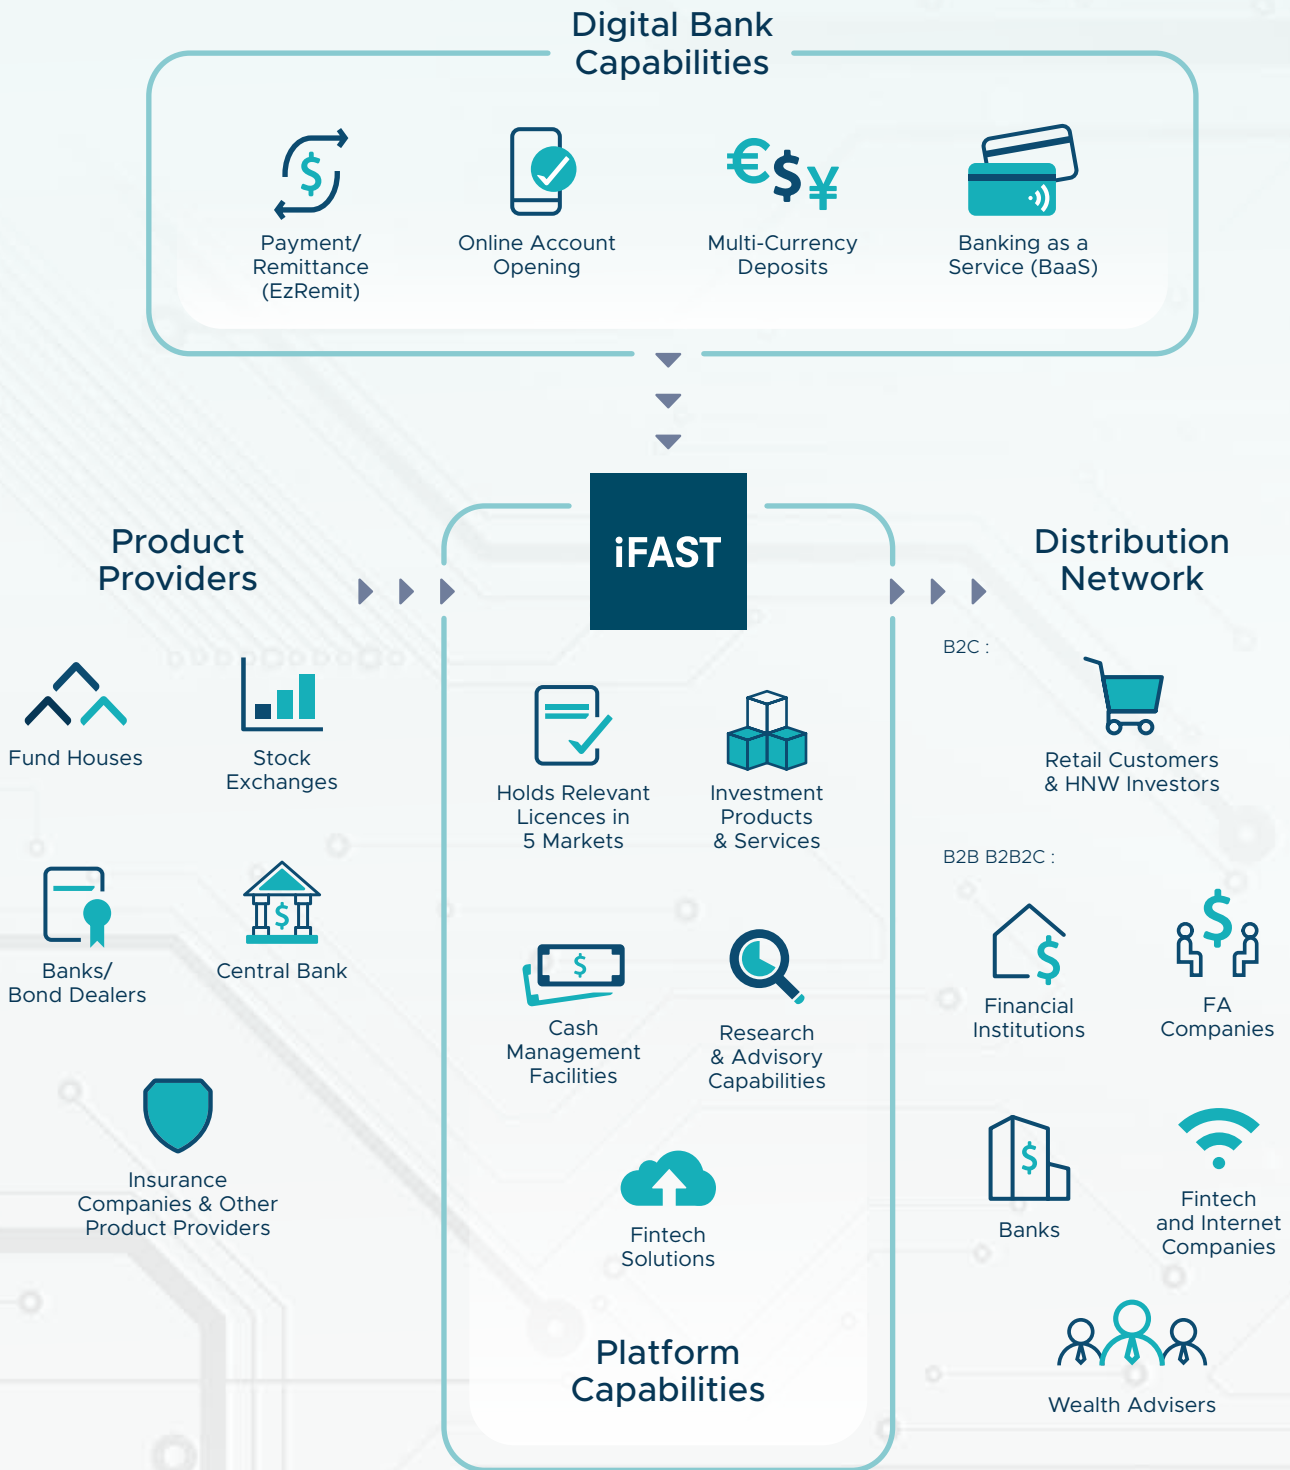 Digital Bank
Capabilities
Payment/
Remittance
(EzRemit)
Online Account
Opening
Multi-Currency
Deposits
Banking as a
Service (BaaS)
Product
Providers
Fund Houses
Stock
Exchanges
Banks/
Bond Dealers
Central Bank
Insurance
Companies & Other
Product Providers
iFAST
Holds Relevant
Licences in
5 Markets
Investment
Products
& Services
Cash
Management
Facilities
Research
& Advisory
Capabilities
Fintech
Solutions
Platform
Capabilities
Distribution
Network
B2C :
Retail Customers
& HNW Investors
B2B B2B2C :
Financial
Institutions
FA
Companies
Banks
Fintech
and Internet
Companies
Wealth Advisers